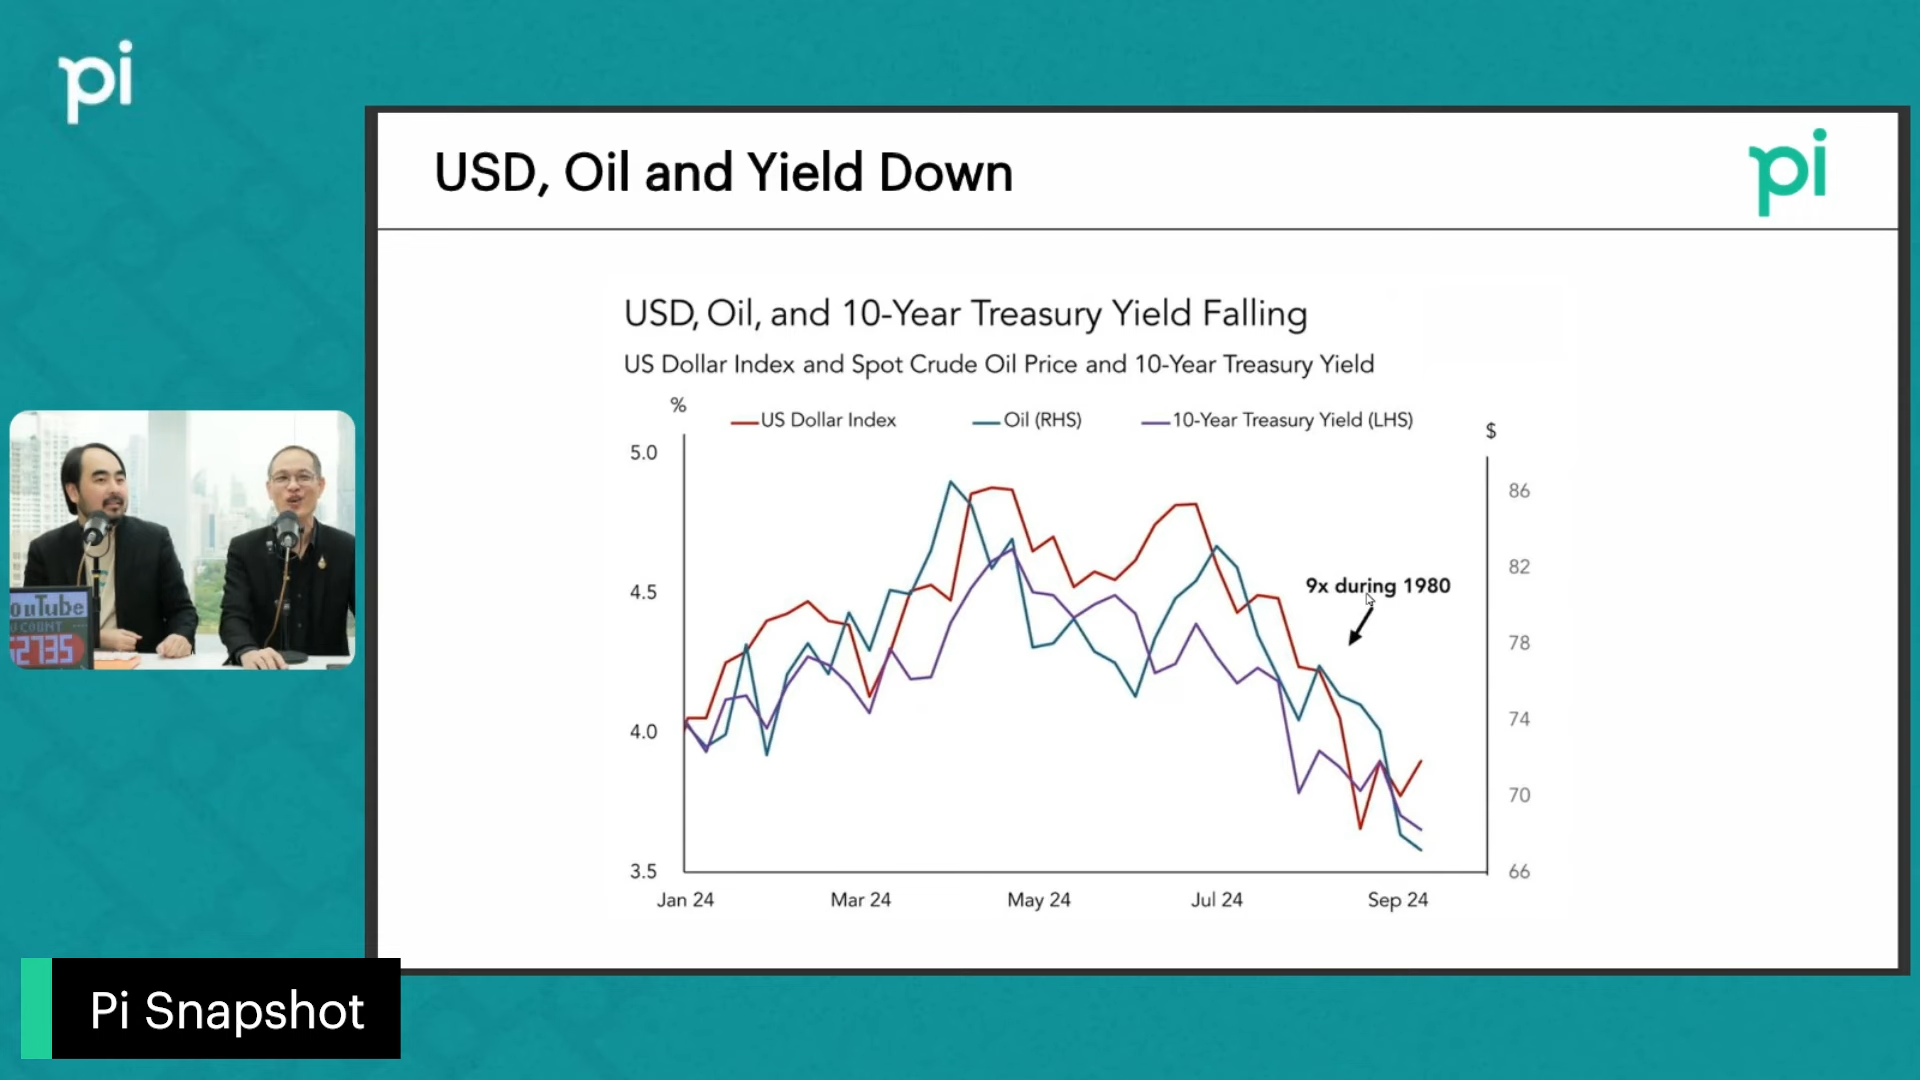 pi
USD, Oil and Yield Down
pi
USD, Oil, and 10-Year Treasury Yield Falling
US Dollar Index and Spot Crude Oil Price and 10-Year Treasury Yield
%
US Dollar Index
Oil (RHS)
10-Year Treasury Yield (LHS)
$
5.0
4.5
4.0
3.5
86
82
78
74
70
66
9x during 1980
Jan 24
Mar 24
May 24
Jul 24
Sep 24
ouTube
COUNT
2735
Pi Snapshot